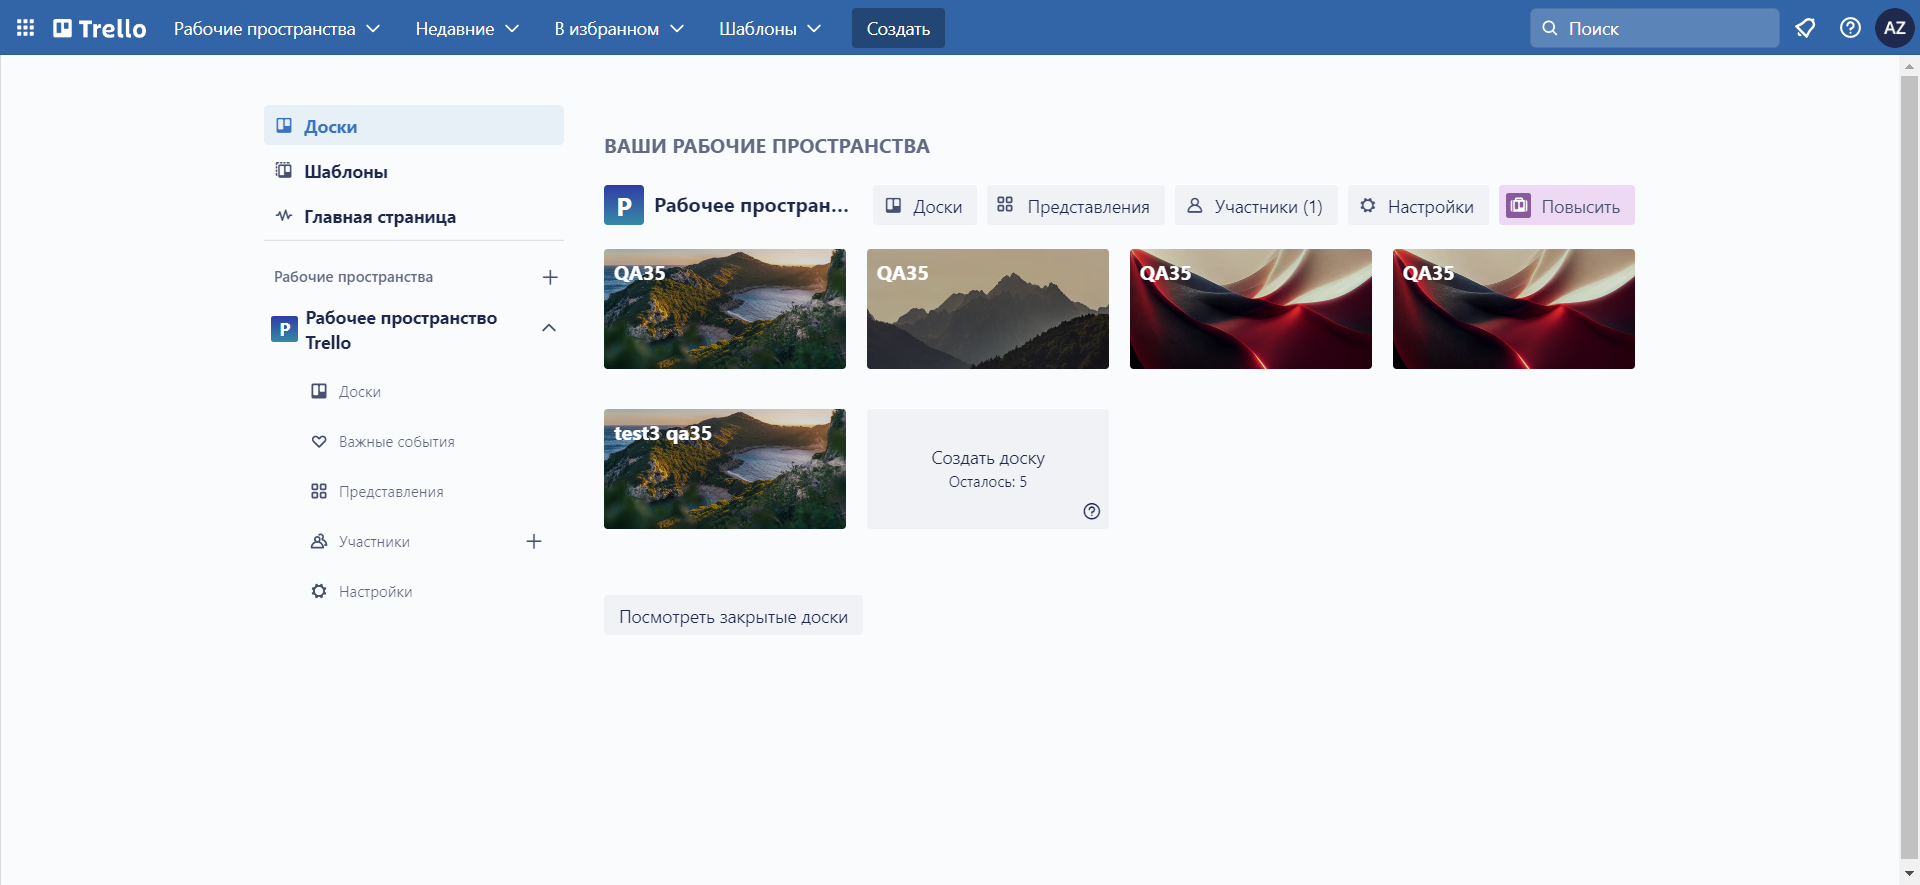 Trello Рабочие пространства Недавние В избранном Шаблоны Создать Поиск AZ
Доски
Шаблоны
Главная страница
Рабочие пространства
P Рабочее пространство
Trello
Доски
Важные события
Представления
Участники
Настройки
ВАШИ РАБОЧИЕ ПРОСТРАНСТВА
P Рабочее простран... Доски Представления Участники (1) Настройки Повысить
QA35 QA35 QA35 QA35
test3 qa35
Создать доску
Осталось: 5
Посмотреть закрытые доски